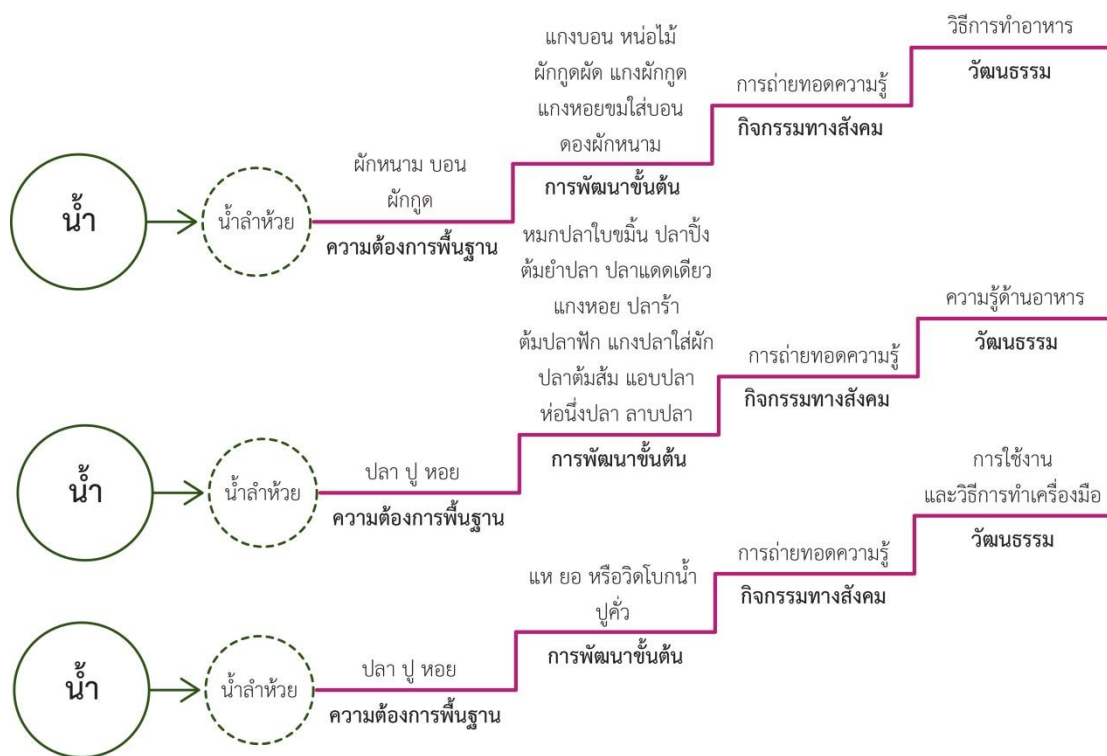 น้ำ
น้ำลำห้วย
ผักหนาม บอน
ผักกูด
ความต้องการพื้นฐาน
แกงบอน หน่อไม้
ผักกูดผัด แกงผักกูด
แกงหอยขมใส่บอน
ดองผักหนาม
การพัฒนาขั้นต้น
การถ่ายทอดความรู้
กิจกรรมทางสังคม
วิธีการทำอาหาร
วัฒนธรรม
น้ำ
น้ำลำห้วย
ปลา ปู หอย
ความต้องการพื้นฐาน
หมกปลาใบขมิ้น ปลาปิ้ง
ต้มยำปลา ปลาแดดเดียว
แกงหอย ปลาร้า
ต้มปลาฟัก แกงปลาใส่ผัก
ปลาต้มส้ม แอบปลา
ห่อนึ่งปลา ลาบปลา
การพัฒนาขั้นต้น
การถ่ายทอดความรู้
กิจกรรมทางสังคม
ความรู้ด้านอาหาร
วัฒนธรรม
น้ำ
น้ำลำห้วย
ปลา ปู หอย
ความต้องการพื้นฐาน
แห ยอ หรือวิดโบกน้ำ
ปูคั่ว
การพัฒนาขั้นต้น
การถ่ายทอดความรู้
กิจกรรมทางสังคม
การใช้งาน
และวิธีการทำเครื่องมือ
วัฒนธรรม